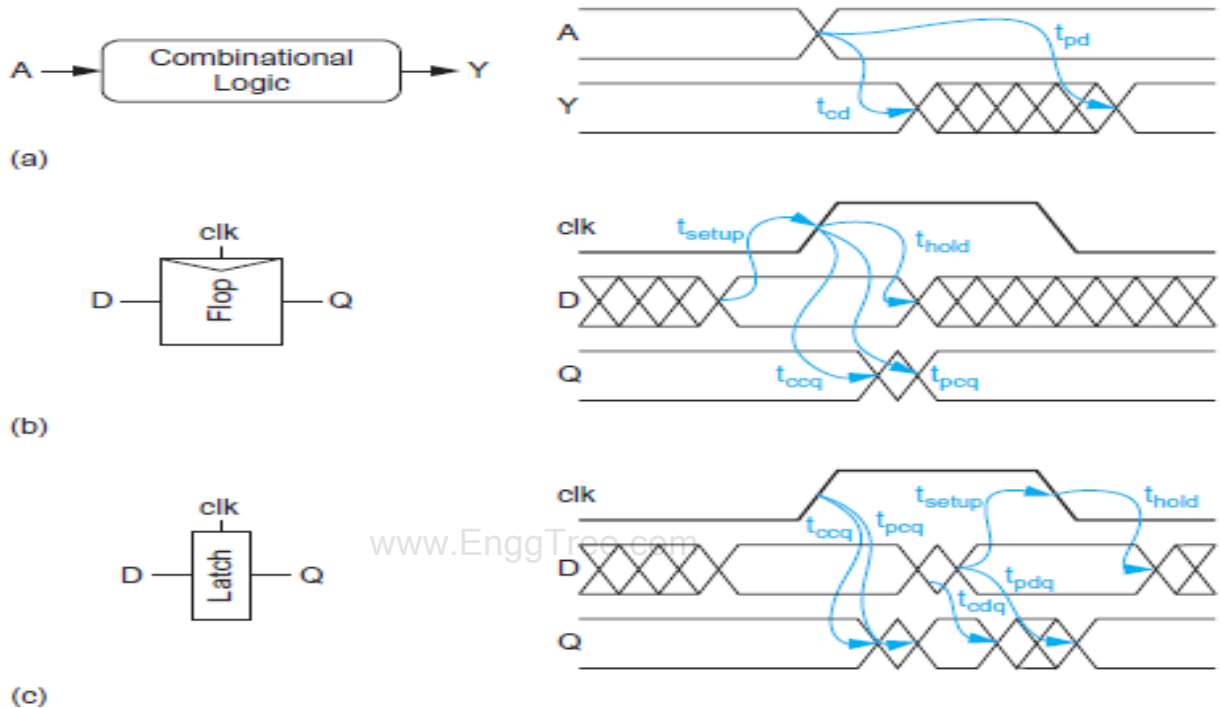 A
Combinational
Logic
Y
A
t_pd
Y
t_cd
(a)
clk
D
Flop
Q
clk
t_setup
t_hold
D
Q
t_ccq
t_pcq
(b)
clk
D
Latch
Q
clk
t_ccq
t_pcq
t_setup
t_hold
www.EnggTree.com
D
t_pdq
t_cdq
Q
(c)